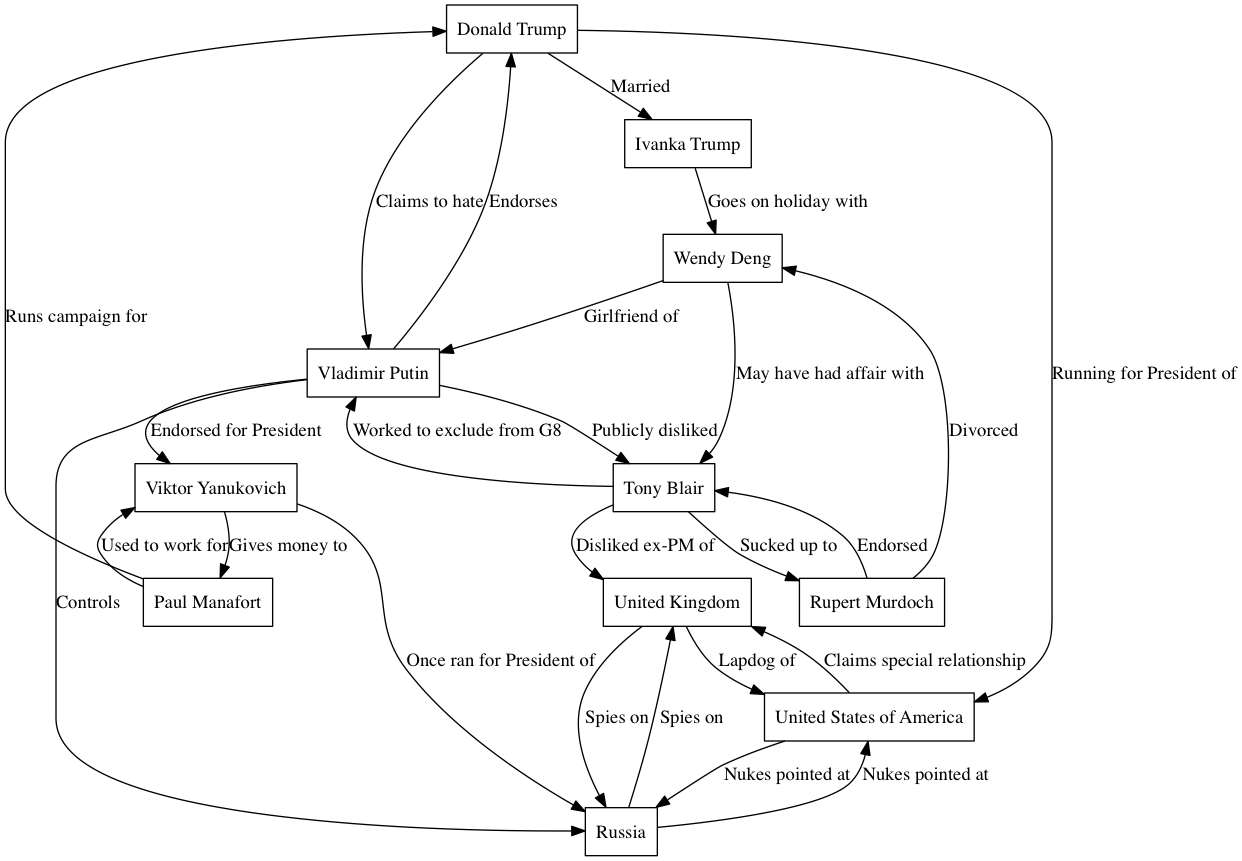 Donald Trump
Married
Ivanka Trump
Claims to hate
Endorses
Goes on holiday with
Wendy Deng
Runs campaign for
Girlfriend of
Vladimir Putin
May have had affair with
Running for President of
Endorsed for President
Worked to exclude from G8
Publicly disliked
Divorced
Viktor Yanukovich
Tony Blair
Used to work for
Gives money to
Disliked ex-PM of
Sucked up to
Endorsed
Controls
Paul Manafort
United Kingdom
Rupert Murdoch
Once ran for President of
Lapdog of
Claims special relationship
Spies on
Spies on
United States of America
Nukes pointed at
Nukes pointed at
Russia